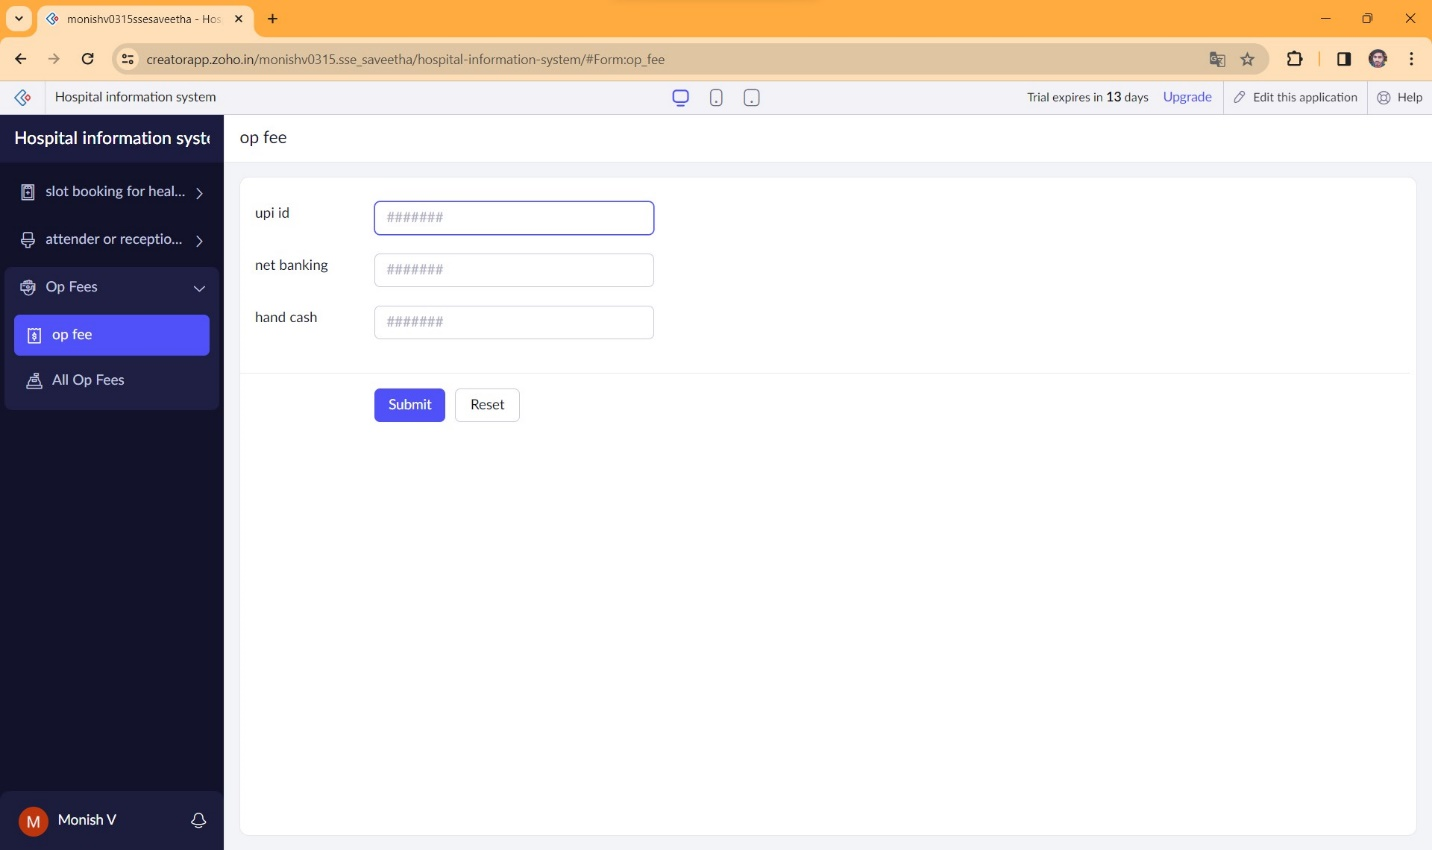 monishv0315ssesaveetha - Hos
creatorapp.zoho.in/monishv0315.sse_saveetha/hospital-information-system/#Form:op_fee
Hospital information system
Trial expires in 13 days Upgrade Edit this application Help
Hospital information syste
op fee
slot booking for heal...
attender or receptio...
Op Fees
op fee
All Op Fees
upi id #######
net banking #######
hand cash #######
Submit Reset
M Monish V